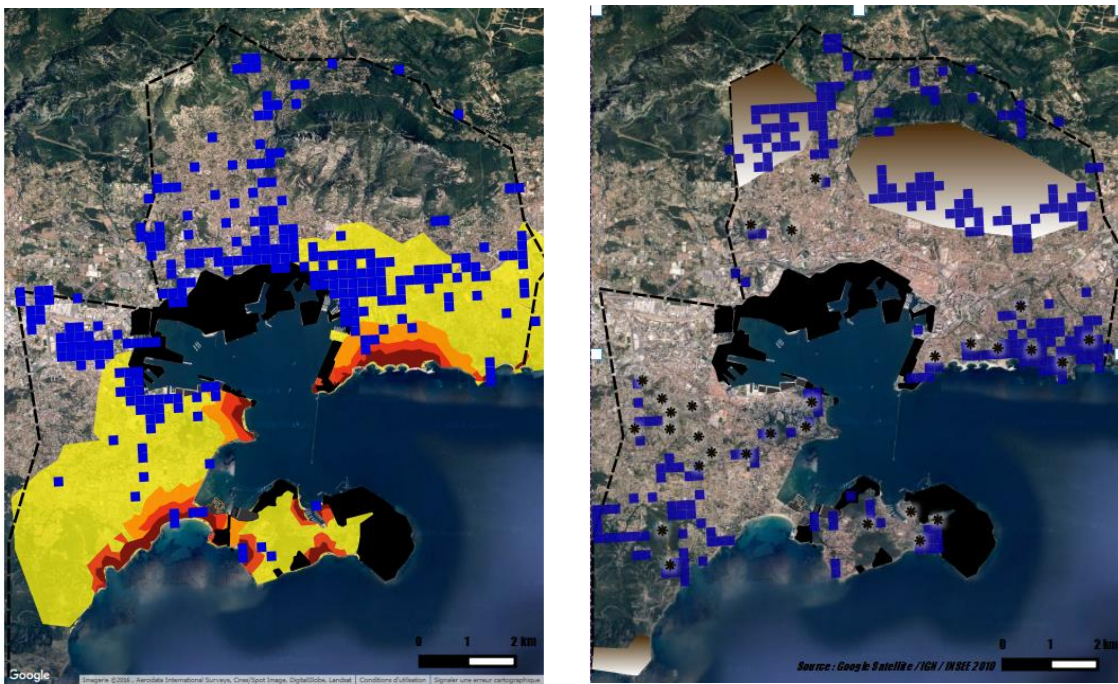 0 1 2 km
Google
Imagerie ©2016 , Aerodata International Surveys, Cnes/Spot Image, DigitalGlobe, Landsat | Conditions d'utilisation | Signaler une erreur cartographique
Source : Google Satellite / IGN / INSEE 2010
0 1 2 km